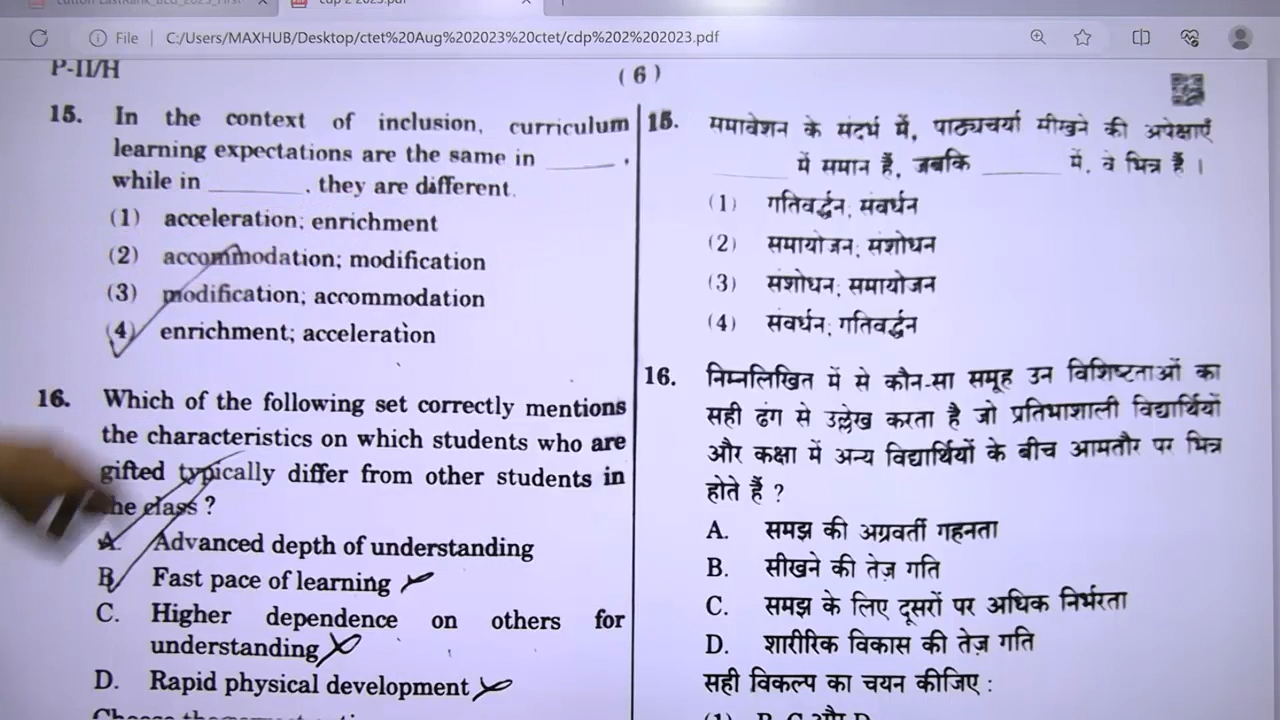 cdp 2 2023.pdf
File
C:/Users/MAXHUB/Desktop/ctet%20Aug%202023%20ctet/cdp%202%202023.pdf
P-II/H
( 6 )
15. In the context of inclusion, curriculum
learning expectations are the same in ______,
while in ________, they are different.
(1) acceleration; enrichment
(2) accommodation; modification
(3) modification; accommodation
(4) enrichment; acceleration
16. Which of the following set correctly mentions
the characteristics on which students who are
gifted typically differ from other students in
the class ?
A. Advanced depth of understanding
B. Fast pace of learning
C. Higher dependence on others for
understanding
D. Rapid physical development
15. समावेशन के संदर्भ में, पाठ्यचर्या सीखने की अपेक्षाएँ
______ में समान हैं, जबकि ______ में, वे भिन्न हैं ।
(1) गतिवर्द्धन; संवर्धन
(2) समायोजन; संशोधन
(3) संशोधन; समायोजन
(4) संवर्धन; गतिवर्द्धन
16. निम्नलिखित में से कौन-सा समूह उन विशिष्टताओं का
सही ढंग से उल्लेख करता है जो प्रतिभाशाली विद्यार्थियों
और कक्षा में अन्य विद्यार्थियों के बीच आमतौर पर भिन्न
होते हैं ?
A. समझ की अग्रवर्ती गहनता
B. सीखने की तेज़ गति
C. समझ के लिए दूसरों पर अधिक निर्भरता
D. शारीरिक विकास की तेज़ गति
सही विकल्प का चयन कीजिए :
(1) B, C और D